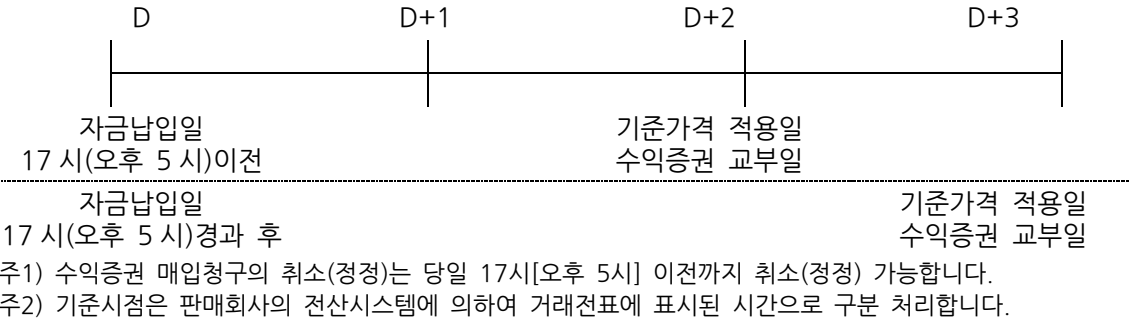 D D+1 D+2 D+3
자금납입일 기준가격 적용일
17시(오후 5시)이전 수익증권 교부일
자금납입일 기준가격 적용일
17시(오후 5시)경과 후 수익증권 교부일
주1) 수익증권 매입청구의 취소(정정)는 당일 17시[오후 5시] 이전까지 취소(정정) 가능합니다.
주2) 기준시점은 판매회사의 전산시스템에 의하여 거래전표에 표시된 시간으로 구분 처리합니다.